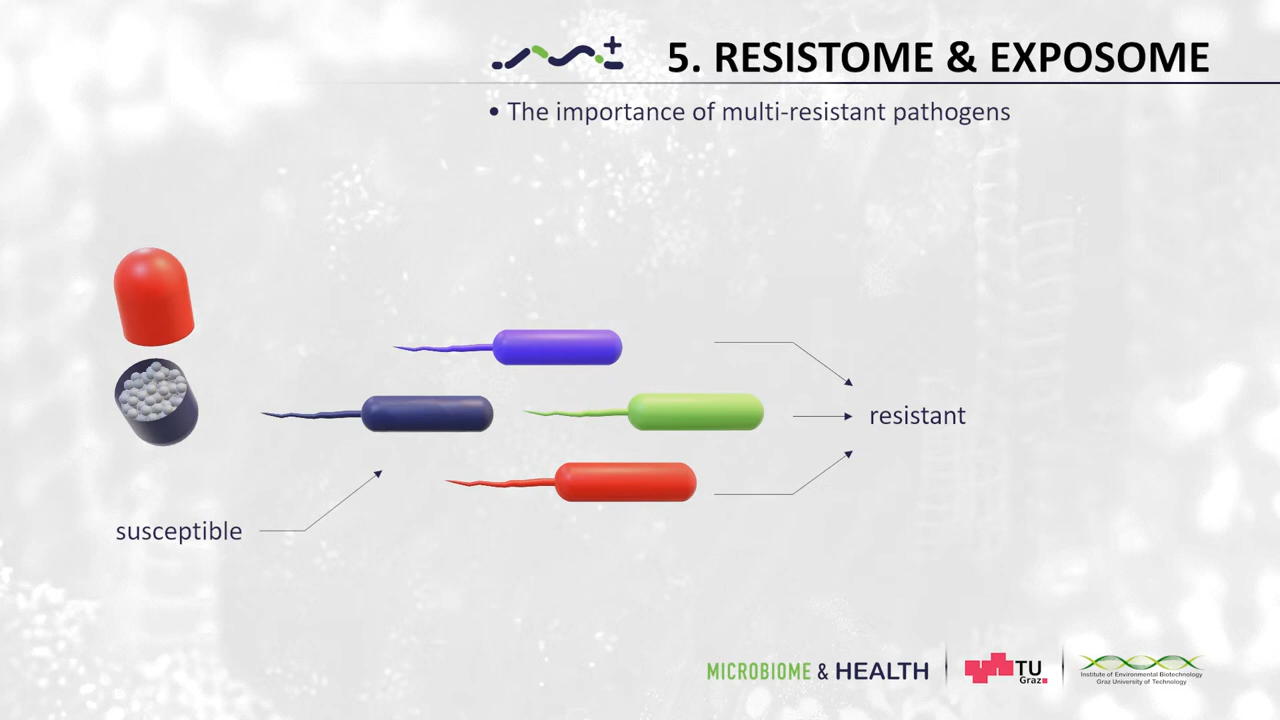 5. RESISTOME & EXPOSOME
• The importance of multi-resistant pathogens
resistant
susceptible
MICROBIOME & HEALTH
TU
Graz
Institute of Environmental Biotechnology
Graz University of Technology